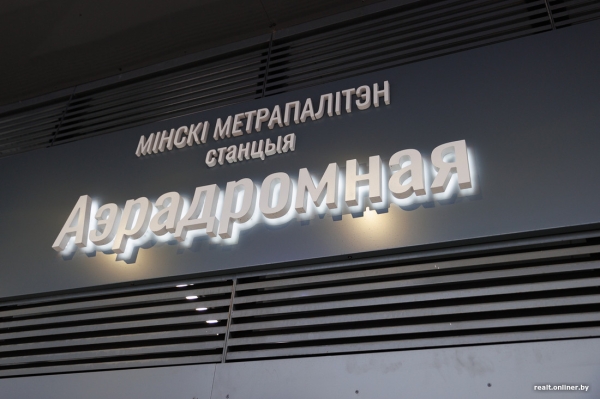 МІНСКІ МЕТРАПАЛІТЭН
станцыя
Аэрадромная
realt.onliner.by